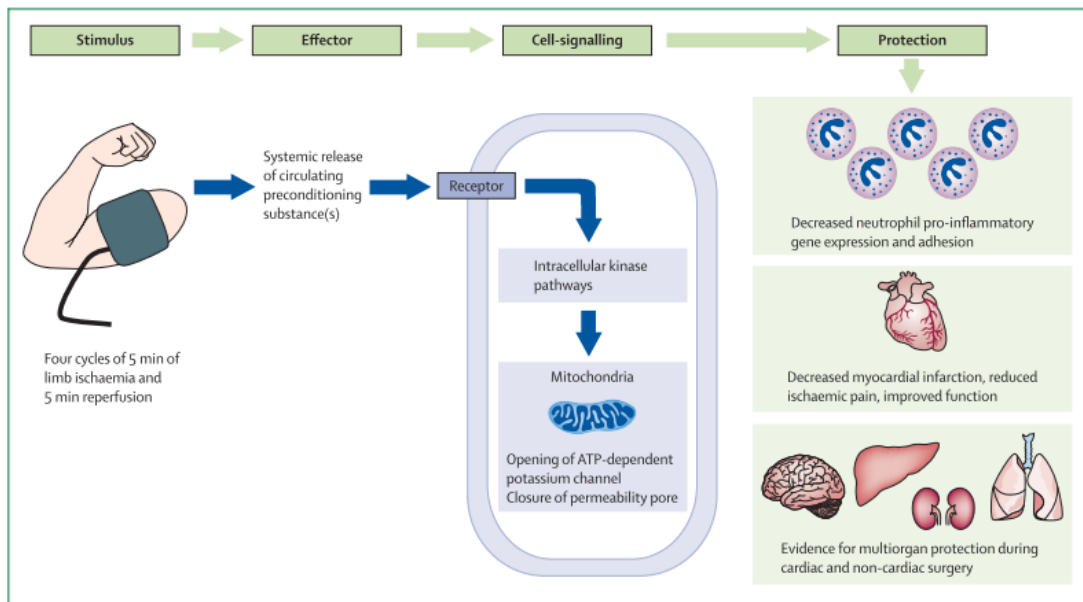 Stimulus
Effector
Cell-signalling
Protection
Four cycles of 5 min of
limb ischaemia and
5 min reperfusion
Systemic release
of circulating
preconditioning
substance(s)
Receptor
Intracellular kinase
pathways
Mitochondria
Opening of ATP-dependent
potassium channel
Closure of permeability pore
Decreased neutrophil pro-inflammatory
gene expression and adhesion
Decreased myocardial infarction, reduced
ischaemic pain, improved function
Evidence for multiorgan protection during
cardiac and non-cardiac surgery